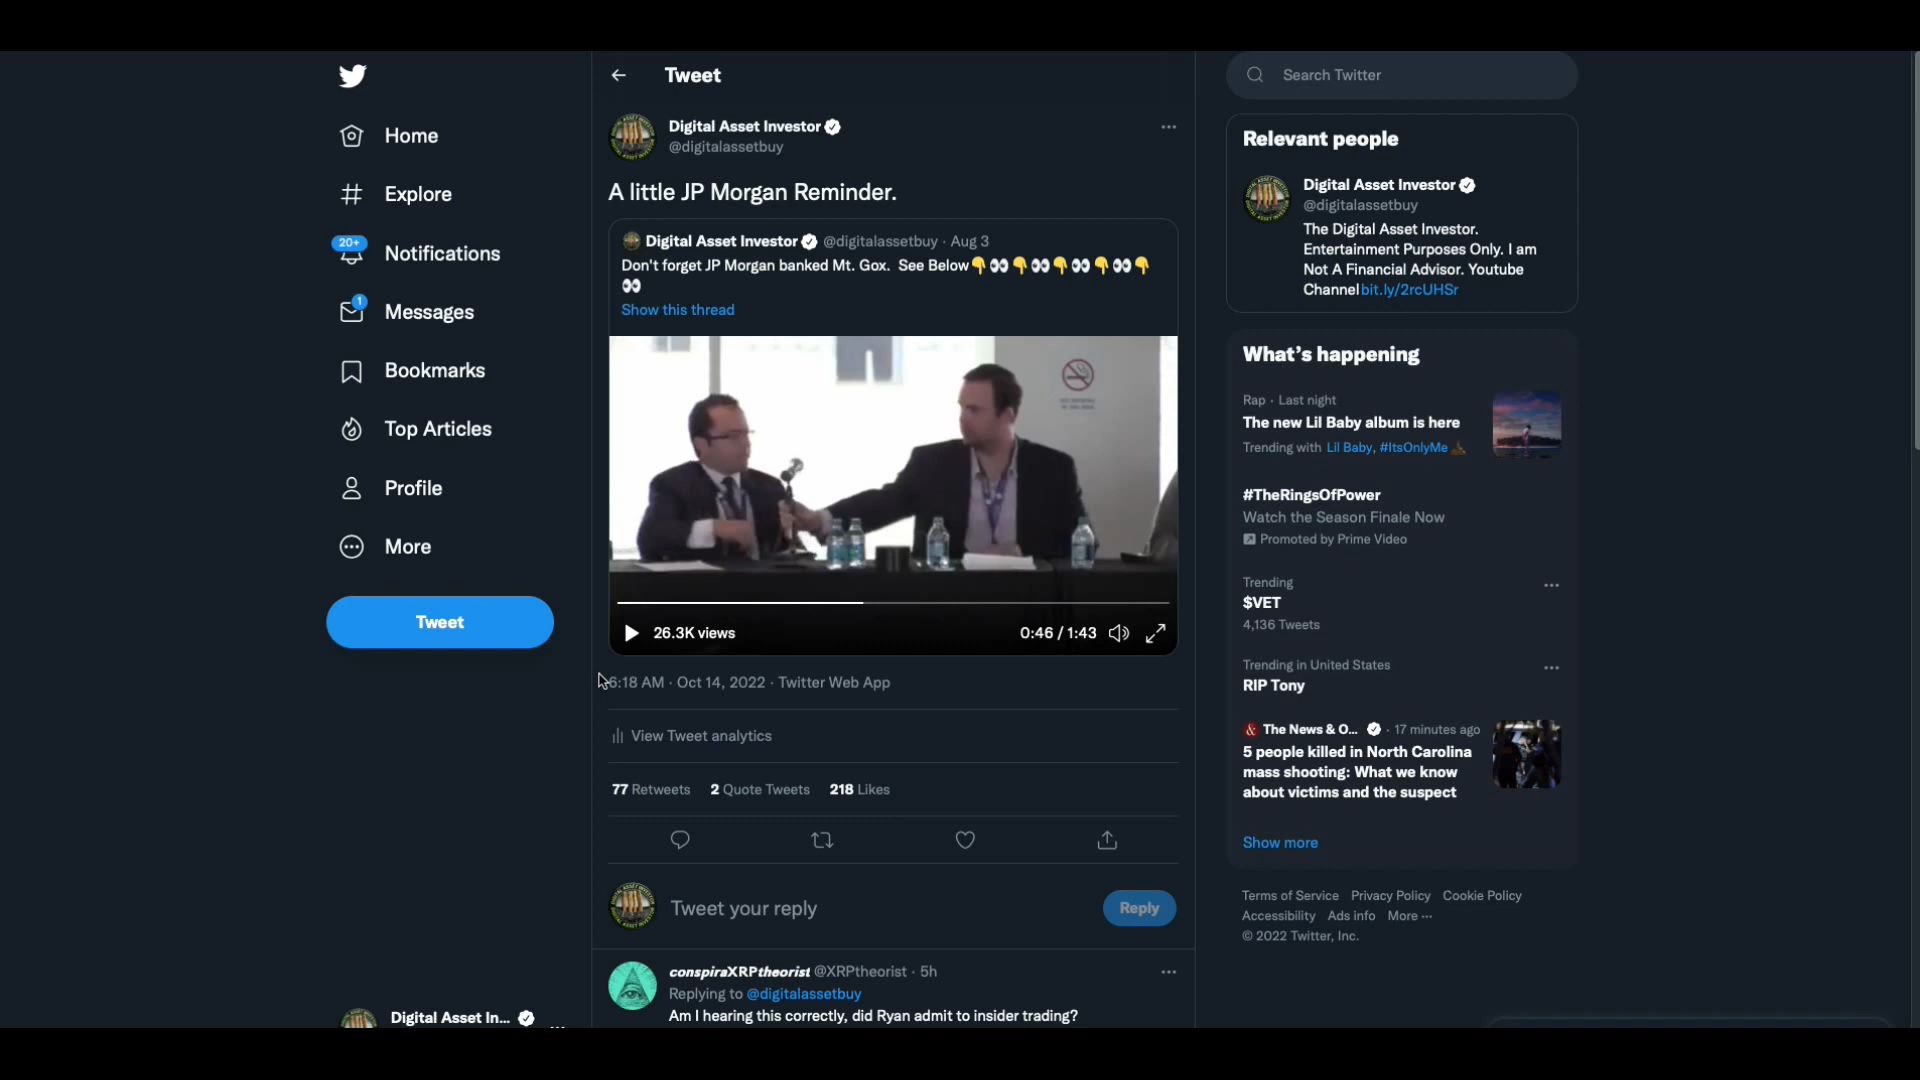 Home
Explore
20+
Notifications
1
Messages
Bookmarks
Top Articles
Profile
More
Tweet
Digital Asset In...
Tweet
Digital Asset Investor
@digitalassetbuy
A little JP Morgan Reminder.
Digital Asset Investor @digitalassetbuy · Aug 3
Don't forget JP Morgan banked Mt. Gox. See Below👇👀👇👀👇👀👇👀👇
👀
Show this thread
26.3K views
0:46 / 1:43
6:18 AM · Oct 14, 2022 · Twitter Web App
View Tweet analytics
77 Retweets 2 Quote Tweets 218 Likes
Tweet your reply
Reply
conspiraXRPtheorist @XRPtheorist · 5h
Replying to @digitalassetbuy
Am I hearing this correctly, did Ryan admit to insider trading?
Search Twitter
Relevant people
Digital Asset Investor
@digitalassetbuy
The Digital Asset Investor.
Entertainment Purposes Only. I am
Not A Financial Advisor. Youtube
Channel bit.ly/2rcUHSr
What's happening
Rap · Last night
The new Lil Baby album is here
Trending with Lil Baby, #ItsOnlyMe
#TheRingsOfPower
Watch the Season Finale Now
Promoted by Prime Video
Trending
$VET
4,136 Tweets
Trending in United States
RIP Tony
The News & O... · 17 minutes ago
5 people killed in North Carolina
mass shooting: What we know
about victims and the suspect
Show more
Terms of Service Privacy Policy Cookie Policy
Accessibility Ads info More ···
© 2022 Twitter, Inc.